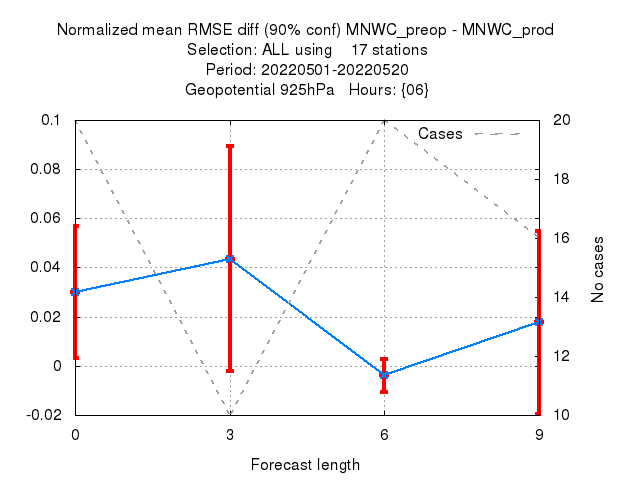 Normalized mean RMSE diff (90% conf) MNWC_preop - MNWC_prod
Selection: ALL using    17 stations
Period: 20220501-20220520
Geopotential 925hPa   Hours: {06}
0.1
0.08
0.06
0.04
0.02
0
-0.02
Cases
20
18
16
14
12
10
No cases
0 3 6 9
Forecast length